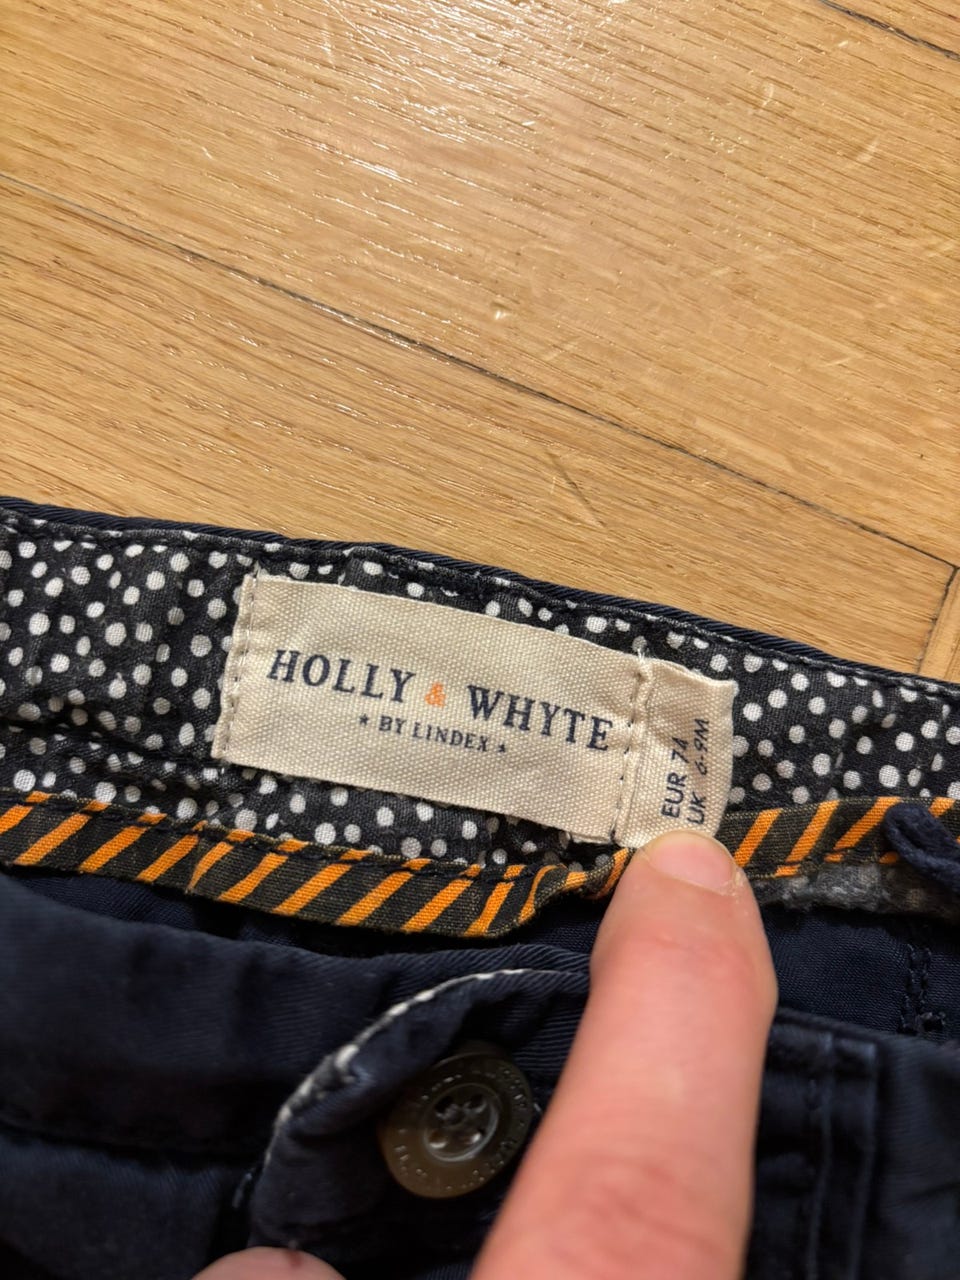 HOLLY & WHYTE
★ BY LINDEX ★
EUR 74
UK 6-9M